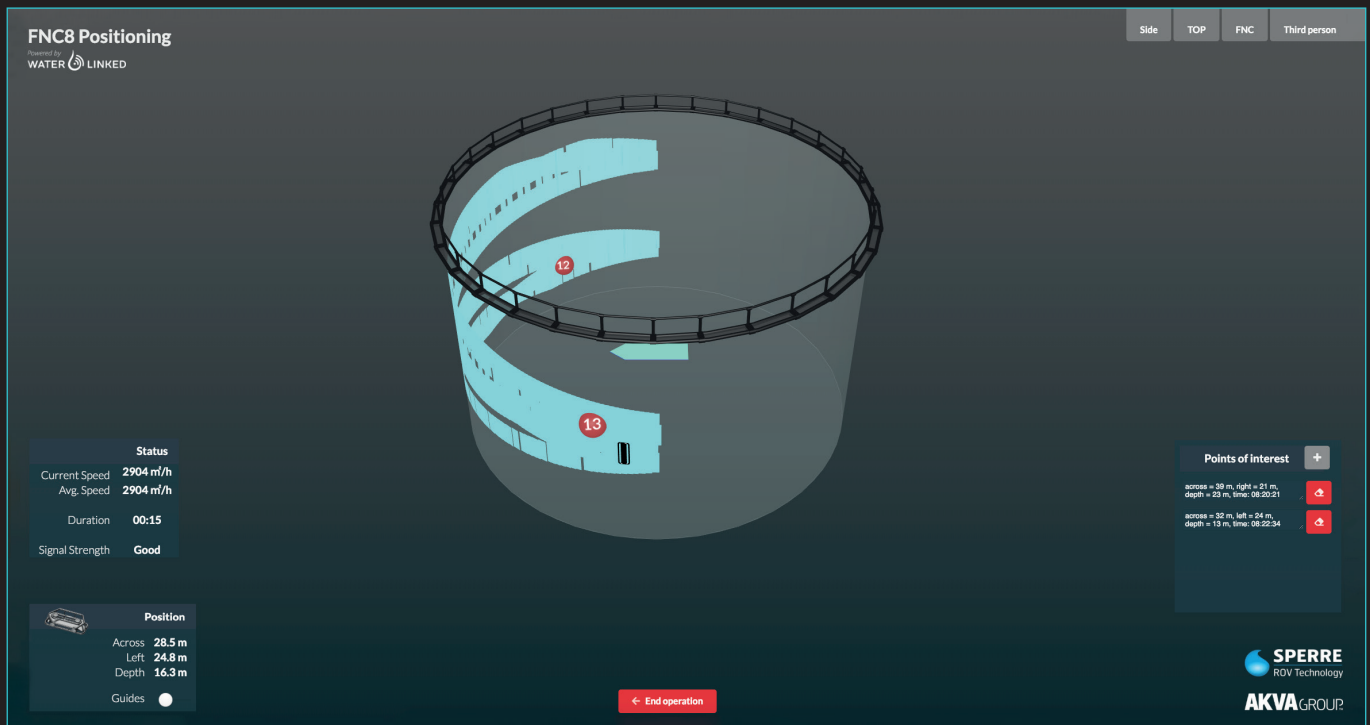 FNC8 Positioning
Powered by
WATER LINKED
Side
TOP
FNC
Third person
12
13
Status
Current Speed 2904 m²/h
Avg. Speed 2904 m²/h
Duration 00:15
Signal Strength Good
Points of interest +
across = 39 m, right = 21 m,
depth = 23 m, time: 08:20:21
across = 32 m, left = 24 m,
depth = 13 m, time: 08:22:34
Position
Across 28.5 m
Left 24.8 m
Depth 16.3 m
Guides
← End operation
SPERRE
ROV Technology
AKVA GROUP